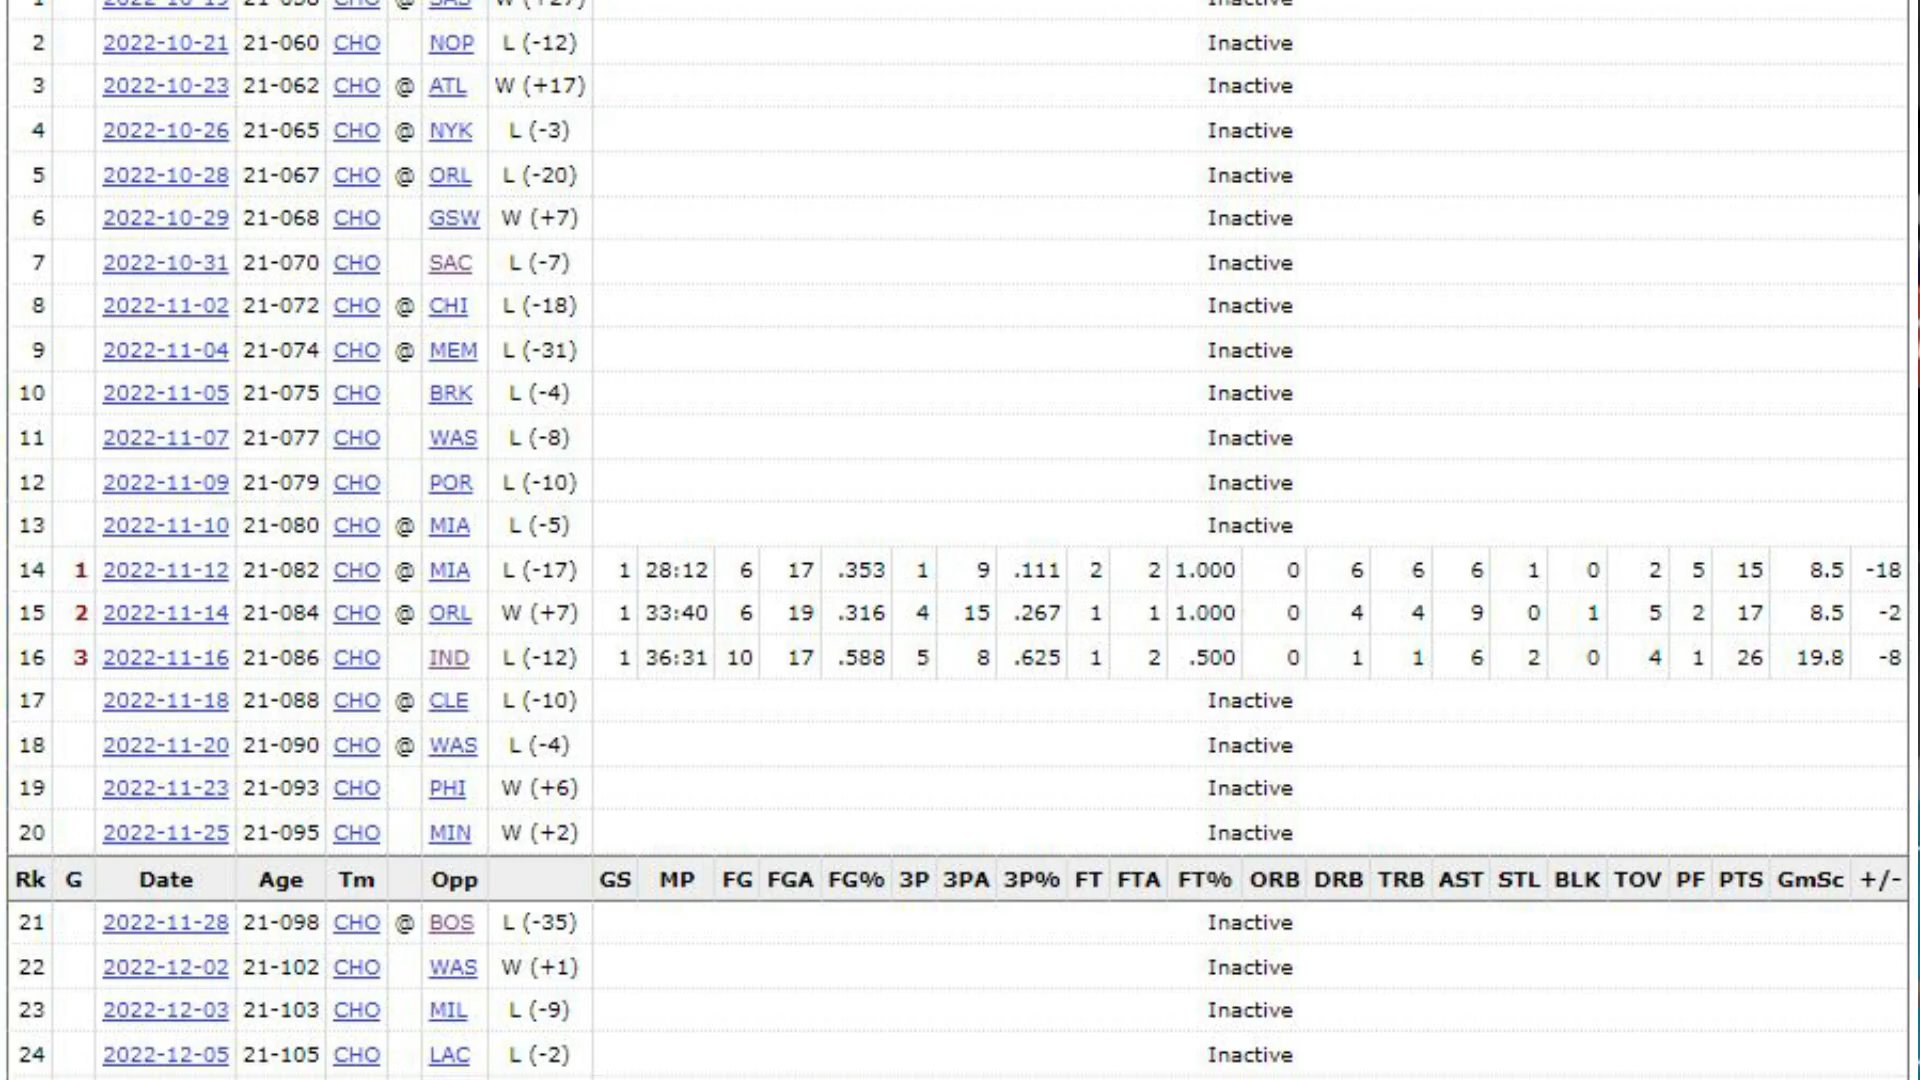 1 2022-10-19 21-058 CHO @ SAS W (+27) Inactive
2 2022-10-21 21-060 CHO NOP L (-12) Inactive
3 2022-10-23 21-062 CHO @ ATL W (+17) Inactive
4 2022-10-26 21-065 CHO @ NYK L (-3) Inactive
5 2022-10-28 21-067 CHO @ ORL L (-20) Inactive
6 2022-10-29 21-068 CHO GSW W (+7) Inactive
7 2022-10-31 21-070 CHO SAC L (-7) Inactive
8 2022-11-02 21-072 CHO @ CHI L (-18) Inactive
9 2022-11-04 21-074 CHO @ MEM L (-31) Inactive
10 2022-11-05 21-075 CHO BRK L (-4) Inactive
11 2022-11-07 21-077 CHO WAS L (-8) Inactive
12 2022-11-09 21-079 CHO POR L (-10) Inactive
13 2022-11-10 21-080 CHO @ MIA L (-5) Inactive
14 1 2022-11-12 21-082 CHO @ MIA L (-17) 1 28:12 6 17 .353 1 9 .111 2 2 1.000 0 6 6 6 1 0 2 5 15 8.5 -18
15 2 2022-11-14 21-084 CHO @ ORL W (+7) 1 33:40 6 19 .316 4 15 .267 1 1 1.000 0 4 4 9 0 1 5 2 17 8.5 -2
16 3 2022-11-16 21-086 CHO IND L (-12) 1 36:31 10 17 .588 5 8 .625 1 2 .500 0 1 1 6 2 0 4 1 26 19.8 -8
17 2022-11-18 21-088 CHO @ CLE L (-10) Inactive
18 2022-11-20 21-090 CHO @ WAS L (-4) Inactive
19 2022-11-23 21-093 CHO PHI W (+6) Inactive
20 2022-11-25 21-095 CHO MIN W (+2) Inactive
Rk G Date Age Tm Opp GS MP FG FGA FG% 3P 3PA 3P% FT FTA FT% ORB DRB TRB AST STL BLK TOV PF PTS GmSc +/-
21 2022-11-28 21-098 CHO @ BOS L (-35) Inactive
22 2022-12-02 21-102 CHO WAS W (+1) Inactive
23 2022-12-03 21-103 CHO MIL L (-9) Inactive
24 2022-12-05 21-105 CHO LAC L (-2) Inactive